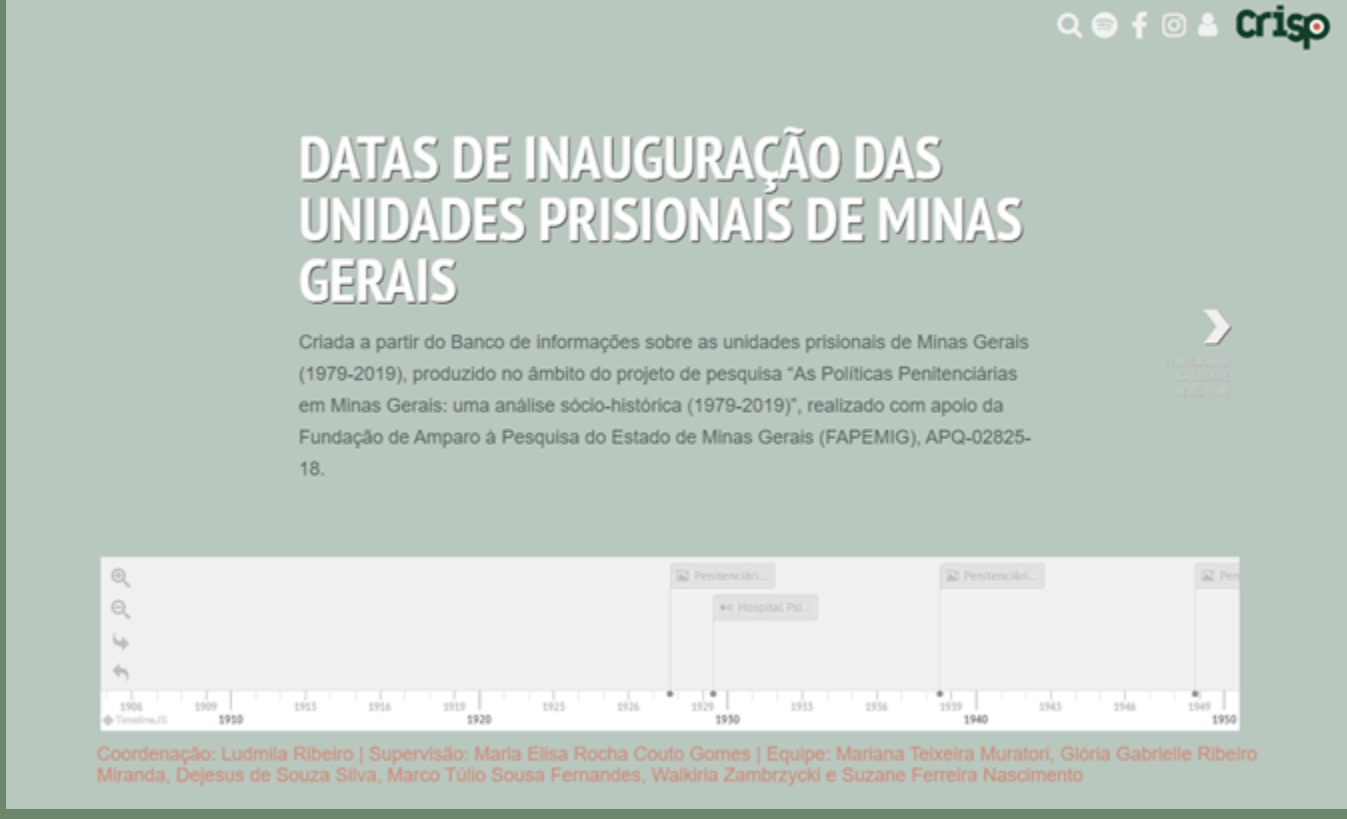 crisp
DATAS DE INAUGURAÇÃO DAS
UNIDADES PRISIONAIS DE MINAS
GERAIS
Criada a partir do Banco de informações sobre as unidades prisionais de Minas Gerais
(1979-2019), produzido no âmbito do projeto de pesquisa “As Políticas Penitenciárias
em Minas Gerais: uma análise sócio-histórica (1979-2019)”, realizado com apoio da
Fundação de Amparo à Pesquisa do Estado de Minas Gerais (FAPEMIG), APQ-02825-
18.
Penitenciári... Penitenciári... Pen
Hospital Psi...
1906 1909 1913 1916 1919 1923 1926 1929 1933 1936 1939 1943 1946 1949
TimelineJS 1910 1920 1930 1940 1950
Coordenação: Ludmila Ribeiro | Supervisão: Maria Elisa Rocha Couto Gomes | Equipe: Mariana Teixeira Muratori, Glória Gabrielle Ribeiro
Miranda, Dejesus de Souza Silva, Marco Túlio Sousa Fernandes, Walkiria Zambrzycki e Suzane Ferreira Nascimento